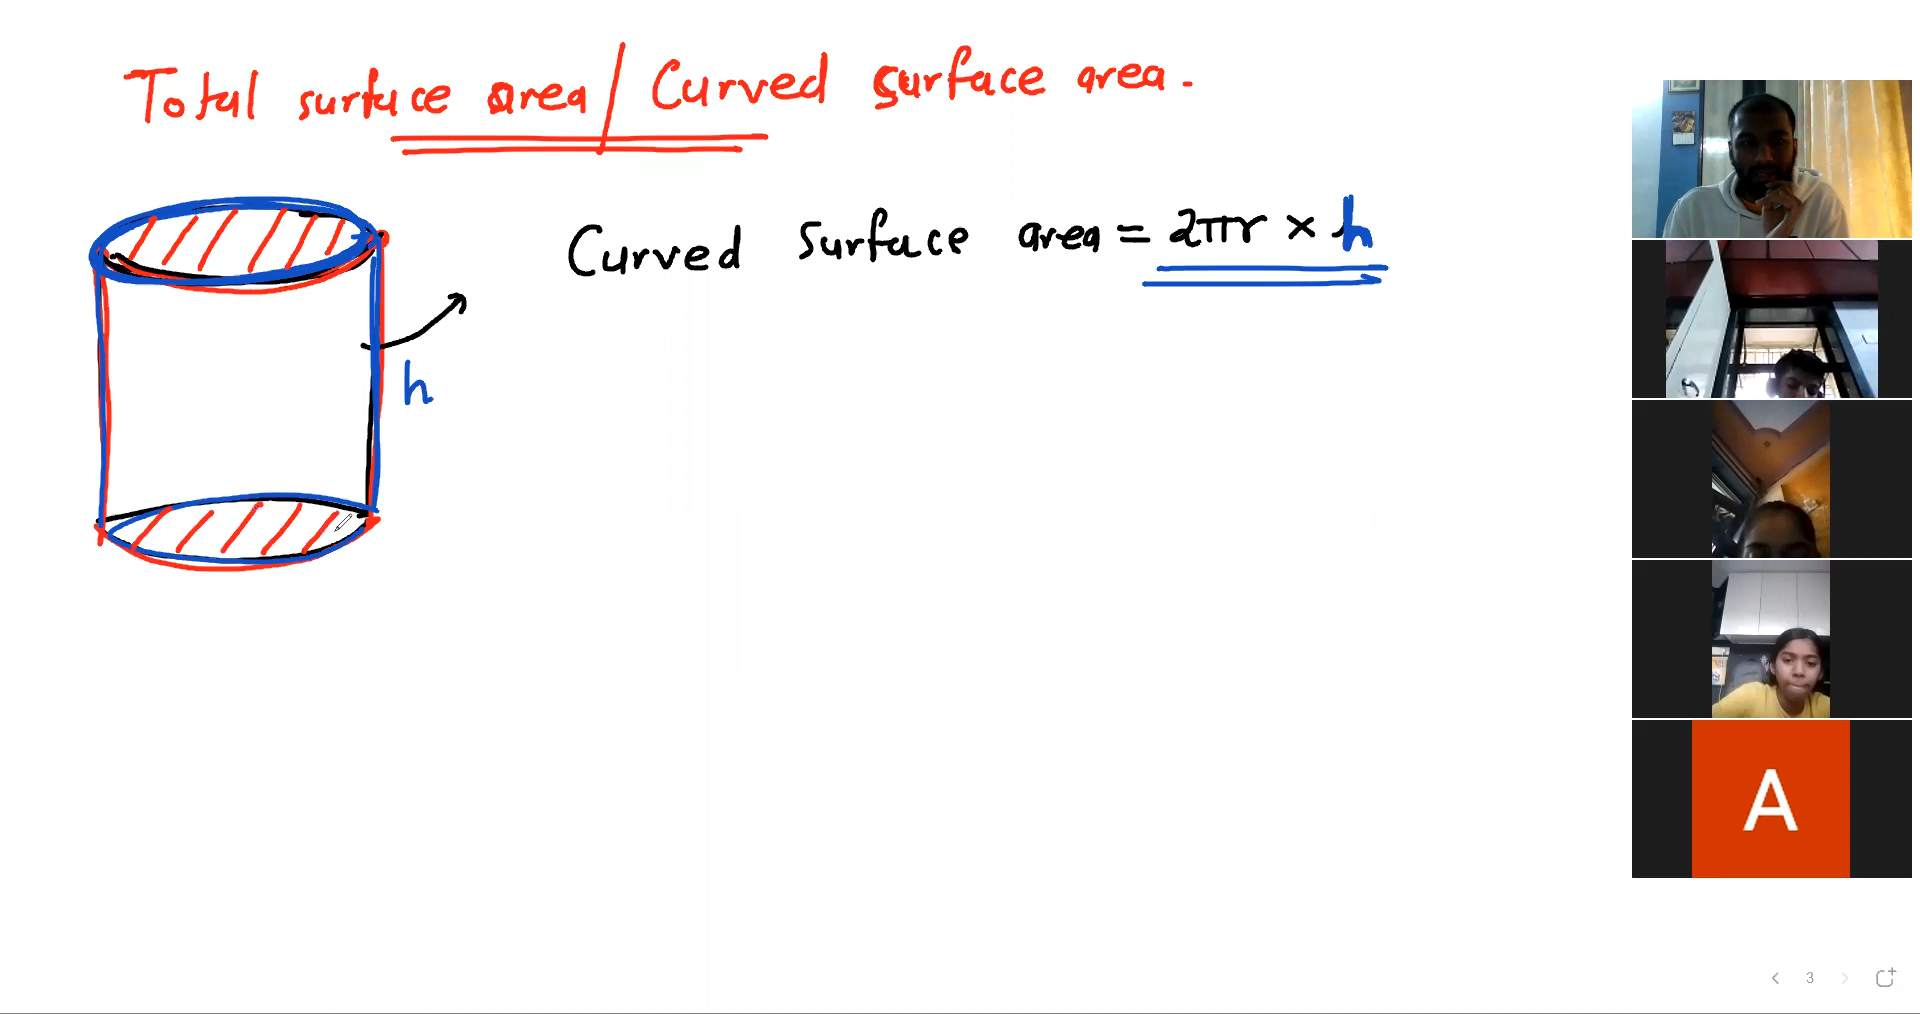 Total surface area / Curved surface area.
Curved surface area = 2πr × h
h
A
3